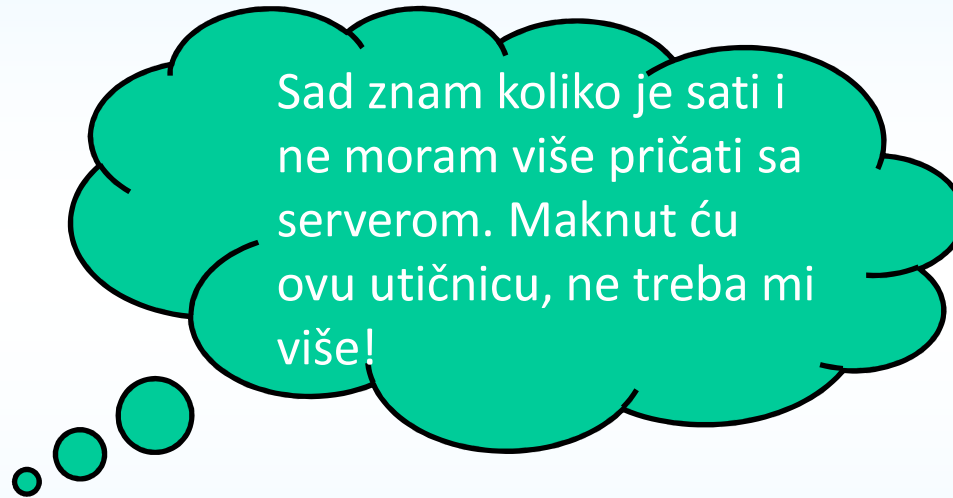 Sad znam koliko je sati i
ne moram više pričati sa
serverom. Maknut ću
ovu utičnicu, ne treba mi
više!